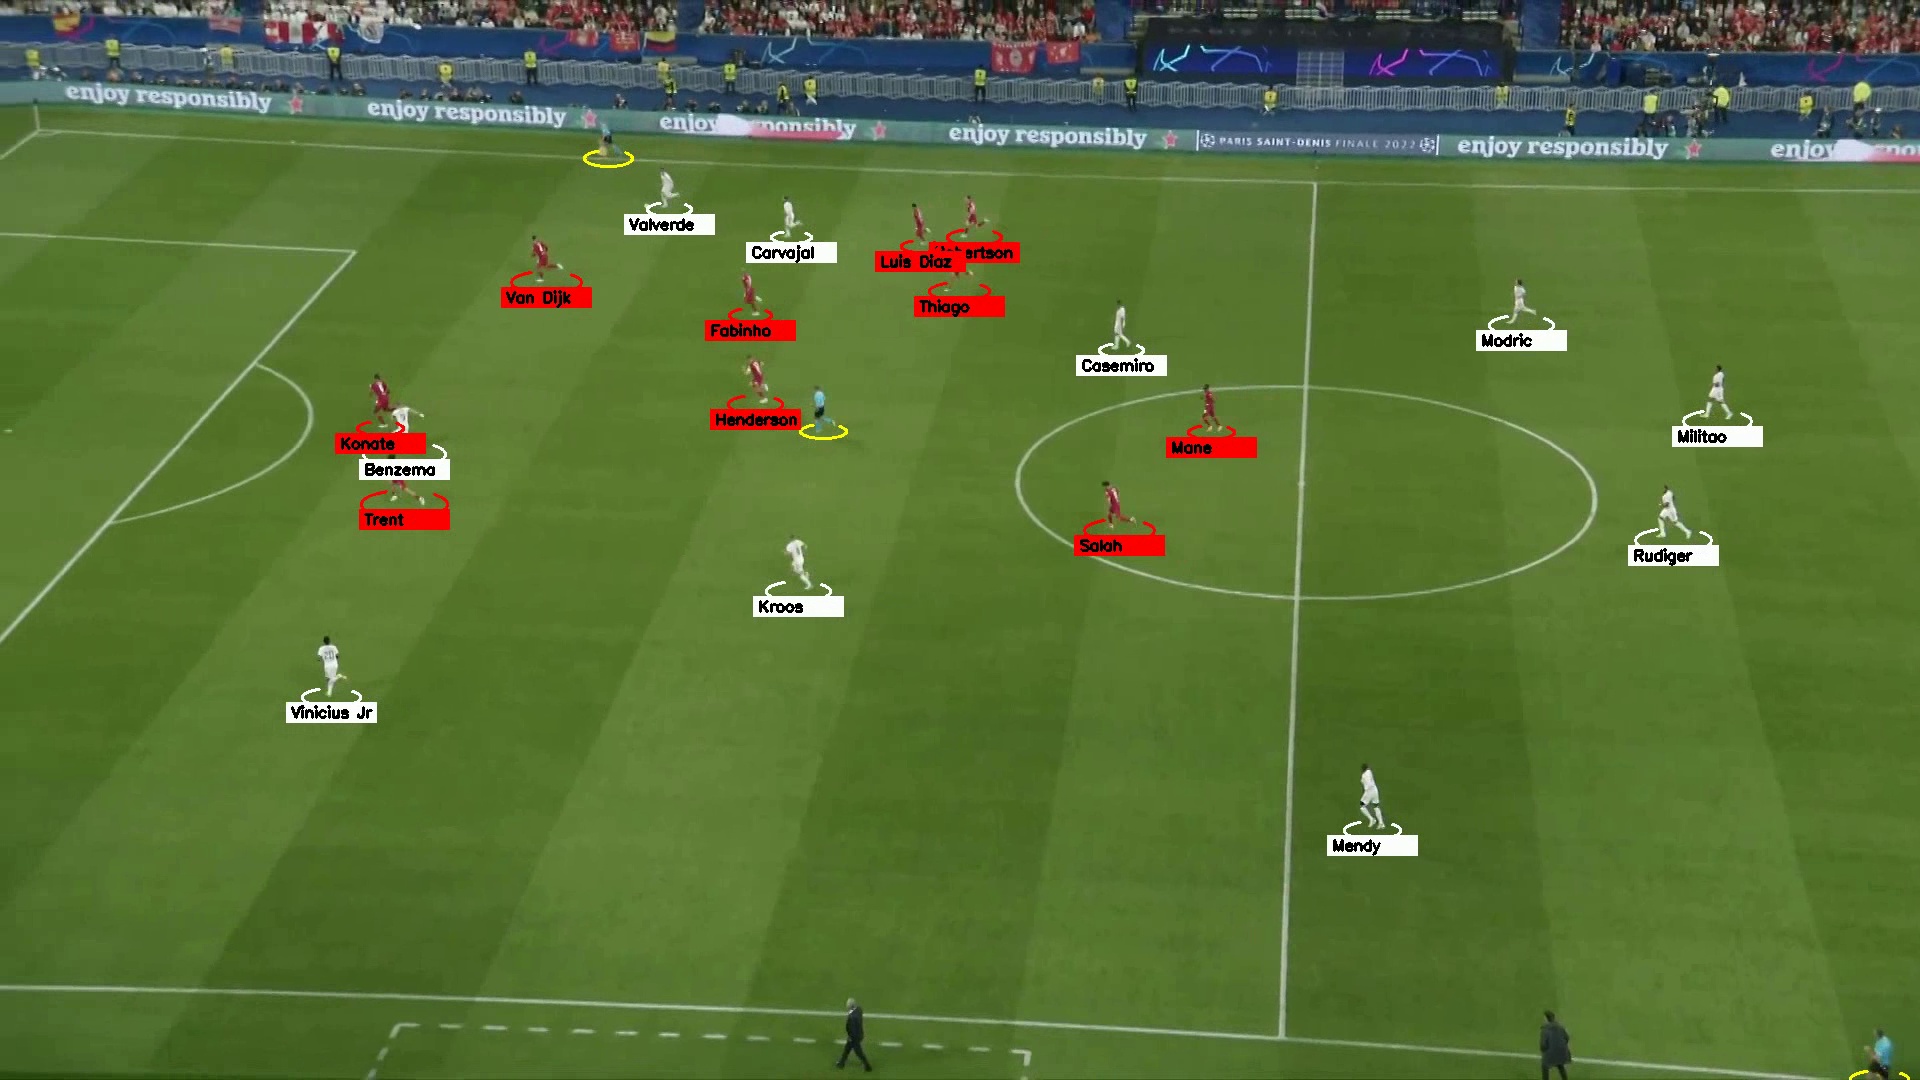 enjoy responsibly
enjoy responsibly
enjoy responsibly
PARIS SAINT-DENIS FINALE 2022
enjoy responsibly
Valverde
Carvajal
Luis Diaz
Van Dijk
Thiago
Fabinho
Modric
Casemiro
Henderson
Militao
Konate
Mane
Benzema
Trent
Salah
Rudiger
Kroos
Vinicius Jr
Mendy